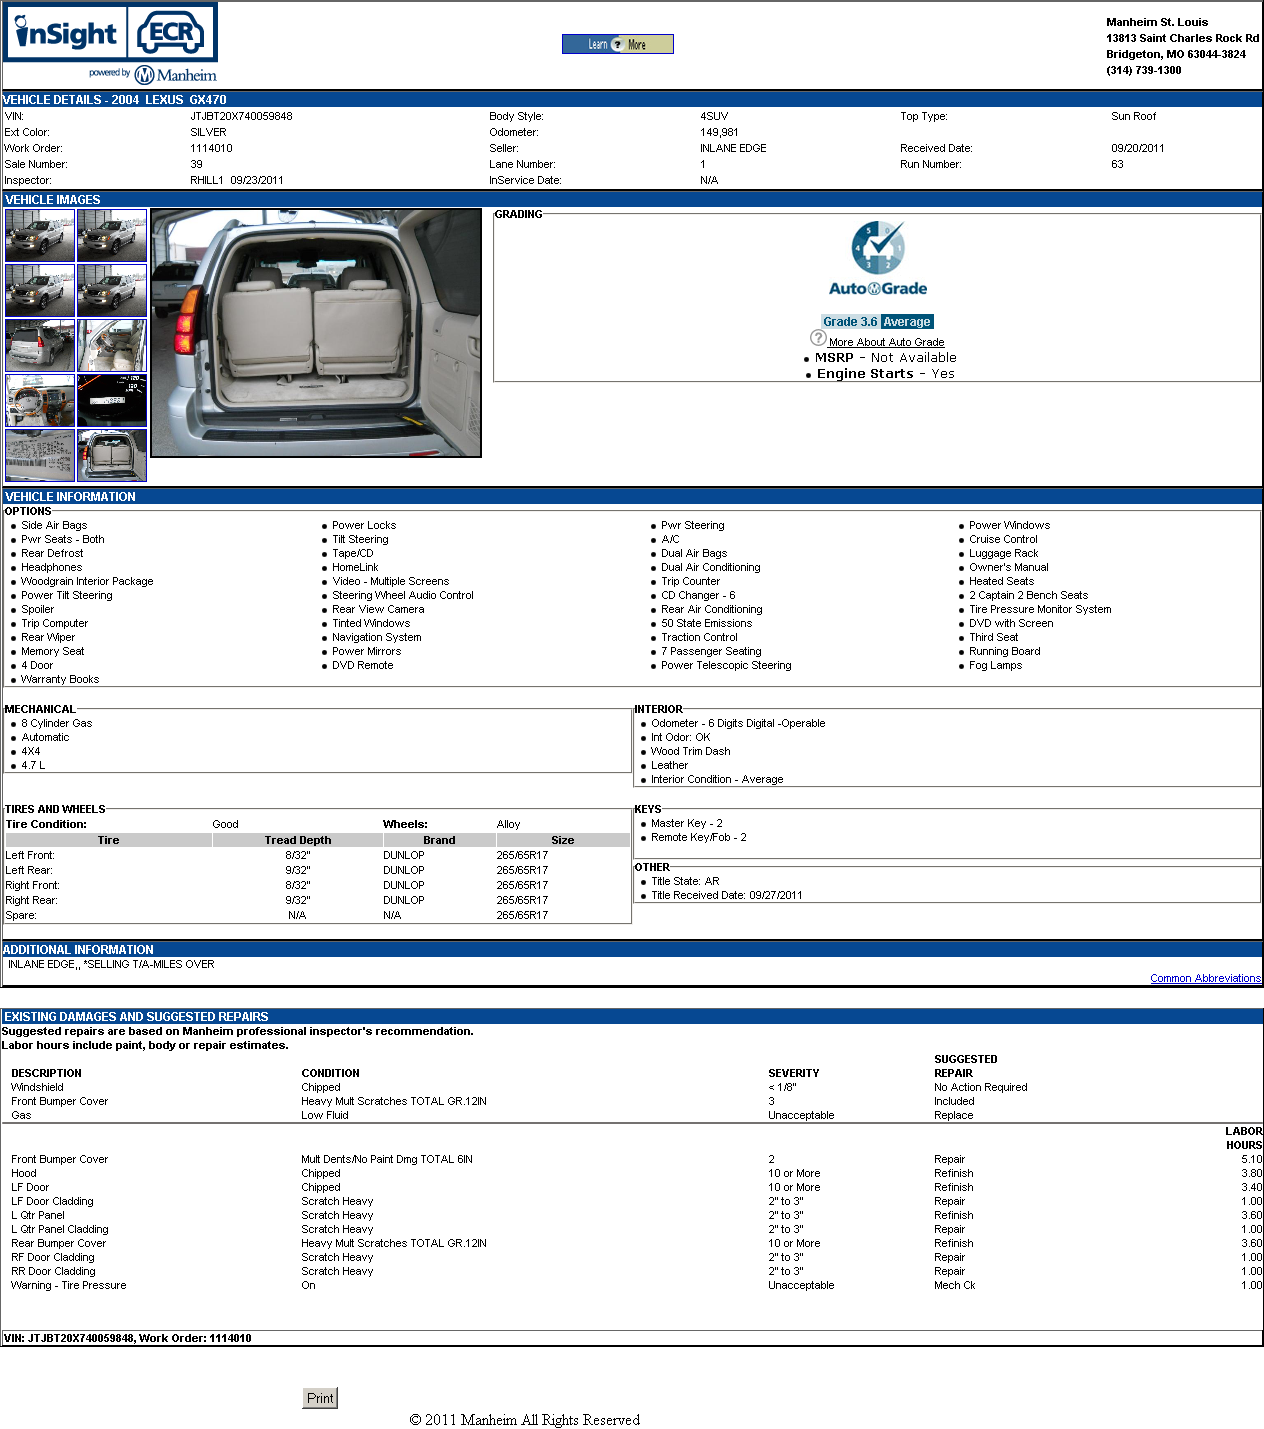 inSight ECR
powered by Manheim
Learn ? More
Manheim St. Louis
13813 Saint Charles Rock Rd
Bridgeton, MO 63044-3824
(314) 739-1300
VEHICLE DETAILS - 2004 LEXUS GX470
VIN: JTJBT20X740059848 Body Style: 4SUV Top Type: Sun Roof
Ext Color: SILVER Odometer: 149,981
Work Order: 1114010 Seller: INLANE EDGE Received Date: 09/20/2011
Sale Number: 39 Lane Number: 1 Run Number: 63
Inspector: RHILL1 09/23/2011 InService Date: N/A
VEHICLE IMAGES
GRADING
5 4 0 1 3 2
AutoGrade
Grade 3.6 Average
? More About Auto Grade
MSRP - Not Available
Engine Starts - Yes
VEHICLE INFORMATION
OPTIONS
Side Air Bags Power Locks Pwr Steering Power Windows
Pwr Seats - Both Tilt Steering A/C Cruise Control
Rear Defrost Tape/CD Dual Air Bags Luggage Rack
Headphones HomeLink Dual Air Conditioning Owner's Manual
Woodgrain Interior Package Video - Multiple Screens Trip Counter Heated Seats
Power Tilt Steering Steering Wheel Audio Control CD Changer - 6 2 Captain 2 Bench Seats
Spoiler Rear View Camera Rear Air Conditioning Tire Pressure Monitor System
Trip Computer Tinted Windows 50 State Emissions DVD with Screen
Rear Wiper Navigation System Traction Control Third Seat
Memory Seat Power Mirrors 7 Passenger Seating Running Board
4 Door DVD Remote Power Telescopic Steering Fog Lamps
Warranty Books
MECHANICAL
8 Cylinder Gas
Automatic
4X4
4.7 L
INTERIOR
Odometer - 6 Digits Digital -Operable
Int Odor: OK
Wood Trim Dash
Leather
Interior Condition - Average
TIRES AND WHEELS
Tire Condition: Good Wheels: Alloy
Tire Tread Depth Brand Size
Left Front: 8/32" DUNLOP 265/65R17
Left Rear: 9/32" DUNLOP 265/65R17
Right Front: 8/32" DUNLOP 265/65R17
Right Rear: 9/32" DUNLOP 265/65R17
Spare: N/A N/A 265/65R17
KEYS
Master Key - 2
Remote Key/Fob - 2
OTHER
Title State: AR
Title Received Date: 09/27/2011
ADDITIONAL INFORMATION
INLANE EDGE,, *SELLING T/A-MILES OVER
Common Abbreviations
EXISTING DAMAGES AND SUGGESTED REPAIRS
Suggested repairs are based on Manheim professional inspector's recommendation.
Labor hours include paint, body or repair estimates.
DESCRIPTION CONDITION SEVERITY SUGGESTED REPAIR
Windshield Chipped < 1/8" No Action Required
Front Bumper Cover Heavy Mult Scratches TOTAL GR.12IN 3 Included
Gas Low Fluid Unacceptable Replace
LABOR HOURS
Front Bumper Cover Mult Dents/No Paint Dmg TOTAL 6IN 2 Repair 5.10
Hood Chipped 10 or More Refinish 3.80
LF Door Chipped 10 or More Refinish 3.40
LF Door Cladding Scratch Heavy 2" to 3" Repair 1.00
L Qtr Panel Scratch Heavy 2" to 3" Refinish 3.60
L Qtr Panel Cladding Scratch Heavy 2" to 3" Repair 1.00
Rear Bumper Cover Heavy Mult Scratches TOTAL GR.12IN 10 or More Refinish 3.60
RF Door Cladding Scratch Heavy 2" to 3" Repair 1.00
RR Door Cladding Scratch Heavy 2" to 3" Repair 1.00
Warning - Tire Pressure On Unacceptable Mech Ck 1.00
VIN: JTJBT20X740059848, Work Order: 1114010
Print
© 2011 Manheim All Rights Reserved